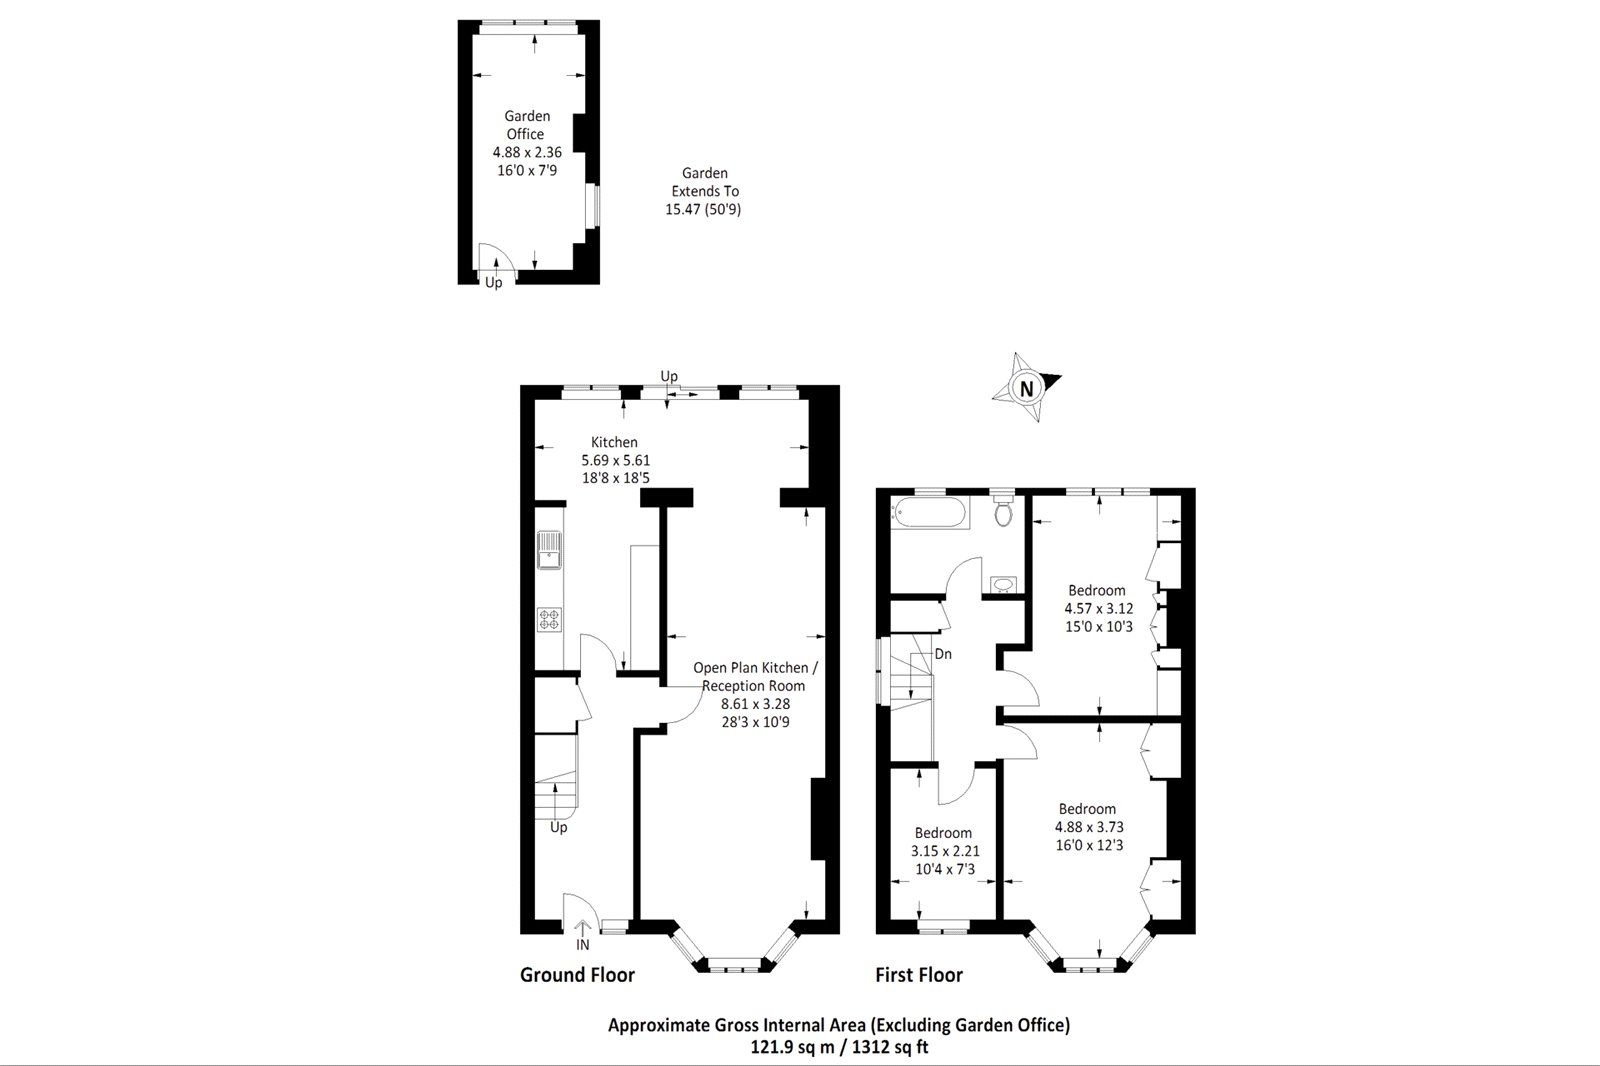 Garden
Office
4.88 x 2.36
16'0 x 7'9
Up
Garden
Extends To
15.47 (50'9)
Up
Kitchen
5.69 x 5.61
18'8 x 18'5
Open Plan Kitchen /
Reception Room
8.61 x 3.28
28'3 x 10'9
Up
IN
Ground Floor
N
Bedroom
4.57 x 3.12
15'0 x 10'3
Dn
Bedroom
4.88 x 3.73
16'0 x 12'3
Bedroom
3.15 x 2.21
10'4 x 7'3
First Floor
Approximate Gross Internal Area (Excluding Garden Office)
121.9 sq m / 1312 sq ft